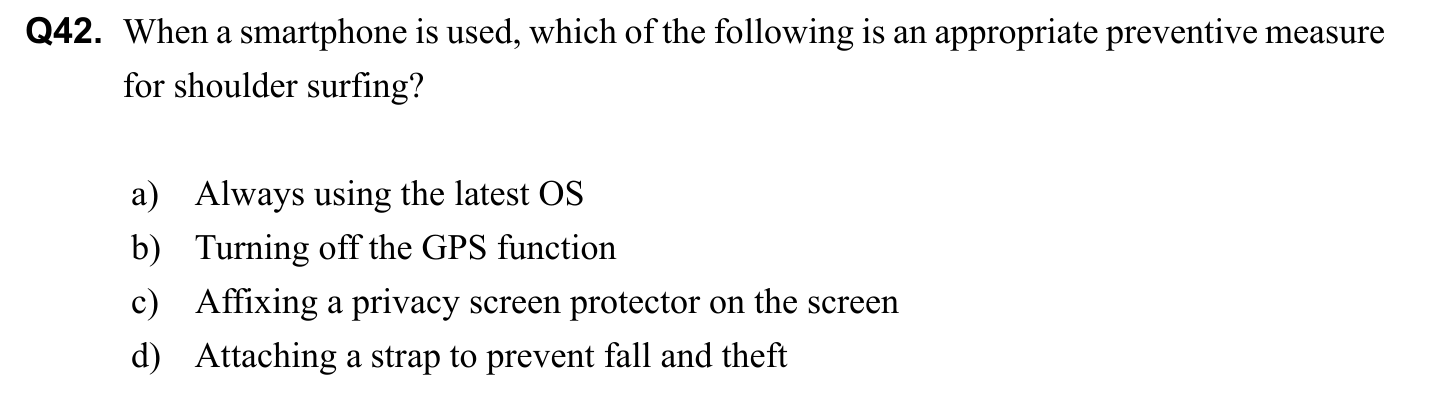 Q42. When a smartphone is used, which of the following is an appropriate preventive measure
for shoulder surfing?
a) Always using the latest OS
b) Turning off the GPS function
c) Affixing a privacy screen protector on the screen
d) Attaching a strap to prevent fall and theft